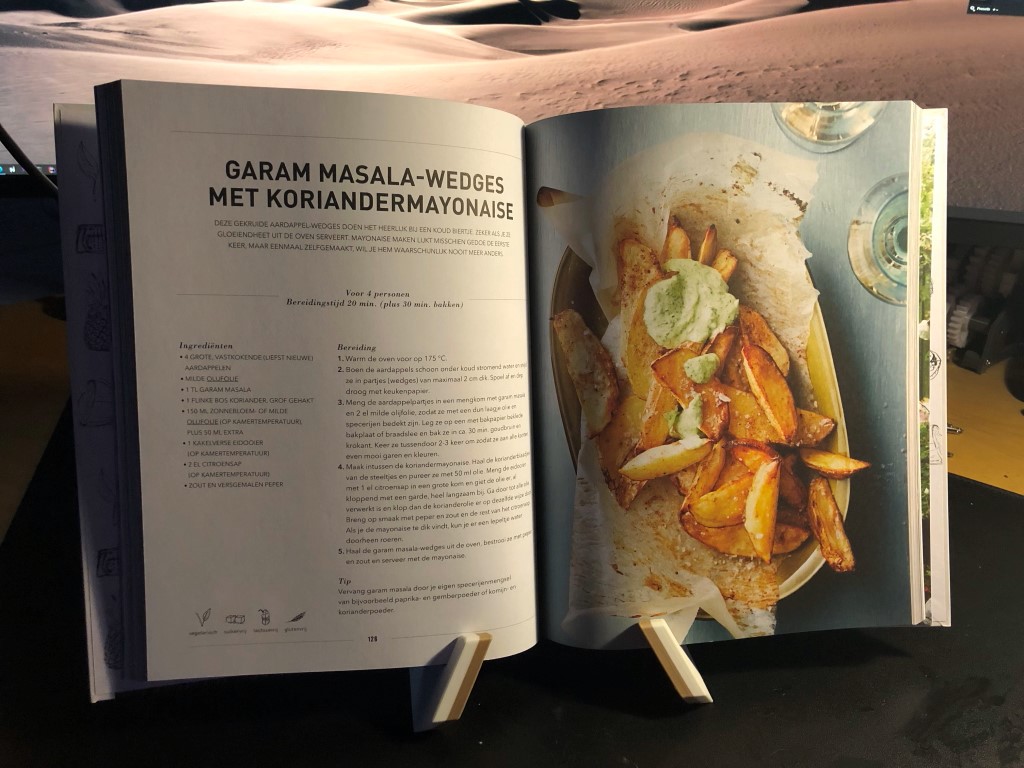 GARAM MASALA-WEDGES
MET KORIANDERMAYONAISE
DEZE GEKRUIDE AARDAPPEL-WEDGES DOEN HET HEERLIJK BIJ EEN KOUD BIERTJE, ZEKER ALS JE ZE
GLOEIENDHEET UIT DE OVEN SERVEERT. MAYONAISE MAKEN LIJKT MISSCHIEN GEDOE DE EERSTE
KEER, MAAR EENMAAL ZELFGEMAAKT, WIL JE HEM WAARSCHIJNLIJK NOOIT MEER ANDERS.
Voor 4 personen
Bereidingstijd 20 min. (plus 30 min. bakken)
Ingrediënten
• 4 GROTE, VASTKOKENDE (LIEFST NIEUWE)
AARDAPPELEN
• MILDE OLIJFOLIE
• 1 TL GARAM MASALA
• 1 FLINKE BOS KORIANDER, GROF GEHAKT
• 150 ML ZONNEBLOEM- OF MILDE
OLIJFOLIE (OP KAMERTEMPERATUUR)
PLUS 50 ML EXTRA
• 1 KAKELVERSE EIDOOIER
(OP KAMERTEMPERATUUR)
• 2 EL CITROENSAP
(OP KAMERTEMPERATUUR)
• ZOUT EN VERSGEMALEN PEPER
Bereiding
1. Warm de oven voor op 175 °C.
2. Boen de aardappels schoon onder koud stromend water en
ze in partjes (wedges) van maximaal 2 cm dik. Spoel af en dep
droog met keukenpapier.
3. Meng de aardappelpartjes in een mengkom met garam masala
en 2 el milde olijfolie, zodat ze met een dun laagje olie en
specerijen bedekt zijn. Leg ze op een met bakpapier beklede
bakplaat of braadslee en bak ze in ca. 30 min. goudbruin en
krokant. Keer ze tussendoor 2-3 keer om zodat ze aan alle kanten
even mooi garen en kleuren.
4. Maak intussen de koriandermayonaise. Haal de korianderblaadjes
van de steeltjes en pureer ze met 50 ml olie. Meng de eidooier
met 1 el citroensap in een grote kom en giet de olie er, al
kloppend met een garde, heel langzaam bij. Ga door tot alle olie
verwerkt is en klop dan de korianderolie er op dezelfde wijze door.
Breng op smaak met peper en zout en de rest van het citroensap.
Als je de mayonaise te dik vindt, kun je er een lepeltje water
doorheen roeren.
5. Haal de garam masala-wedges uit de oven, bestrooi ze met peper
en zout en serveer met de mayonaise.
Tip
Vervang garam masala door je eigen specerijenmengsel
van bijvoorbeeld paprika- en gemberpoeder of komijn- en
korianderpoeder.
vegetarisch suikervrij glutenvrij
128